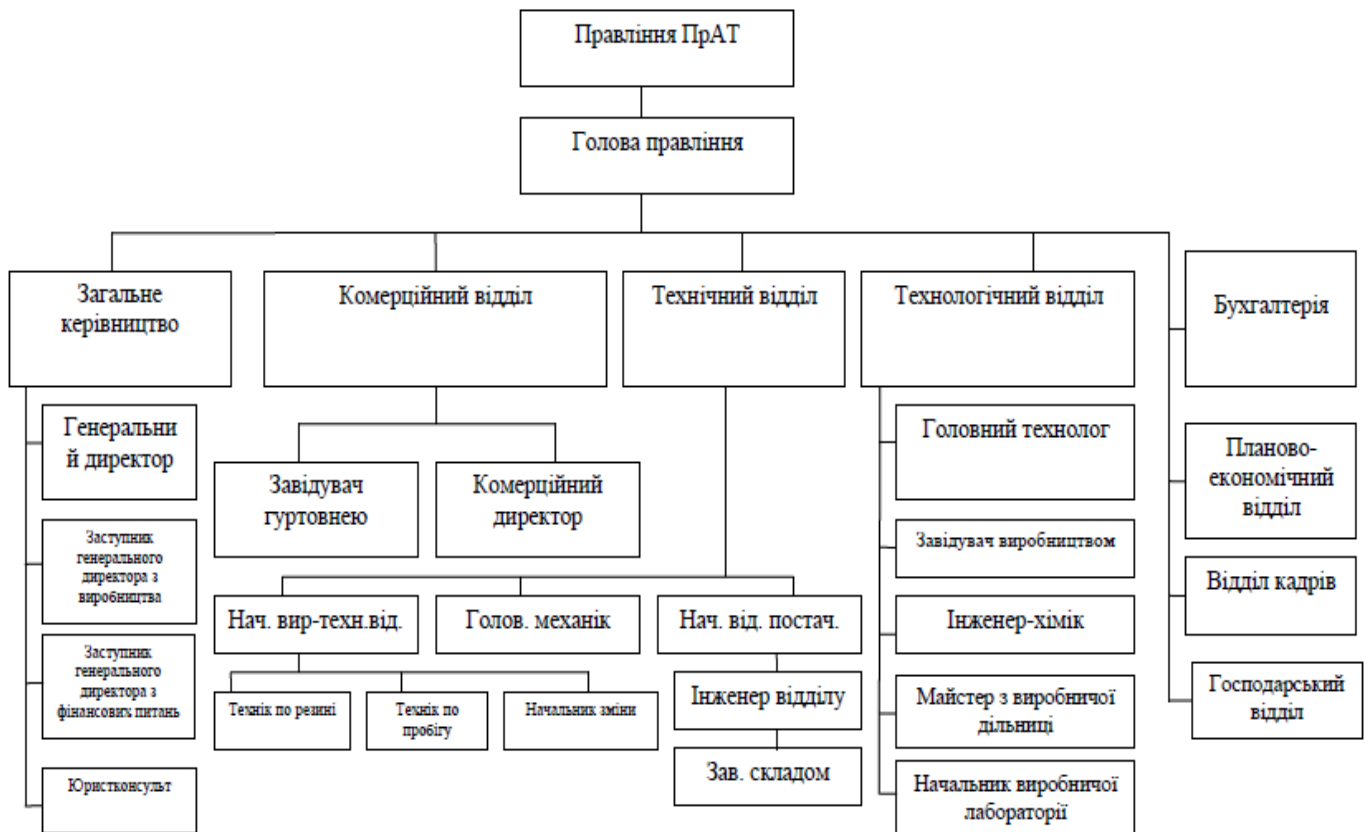 Правління ПрАТ
Голова правління
Загальне
керівництво
Комерційний відділ
Технічний відділ
Технологічний відділ
Бухгалтерія
Генеральни
й директор
Заступник
генерального
директора з
виробництва
Заступник
генерального
директора з
фінансових питань
Юристконсульт
Завідувач
гуртовнею
Комерційний
директор
Нач. вир-техн.від.
Голов. механік
Нач. від. постач.
Технік по резині
Технік по
пробігу
Начальник зміни
Інженер відділу
Зав. складом
Головний технолог
Завідувач виробництвом
Інженер-хімік
Майстер з виробничої
дільниці
Начальник виробничої
лабораторії
Планово-
економічний
відділ
Відділ кадрів
Господарський
відділ